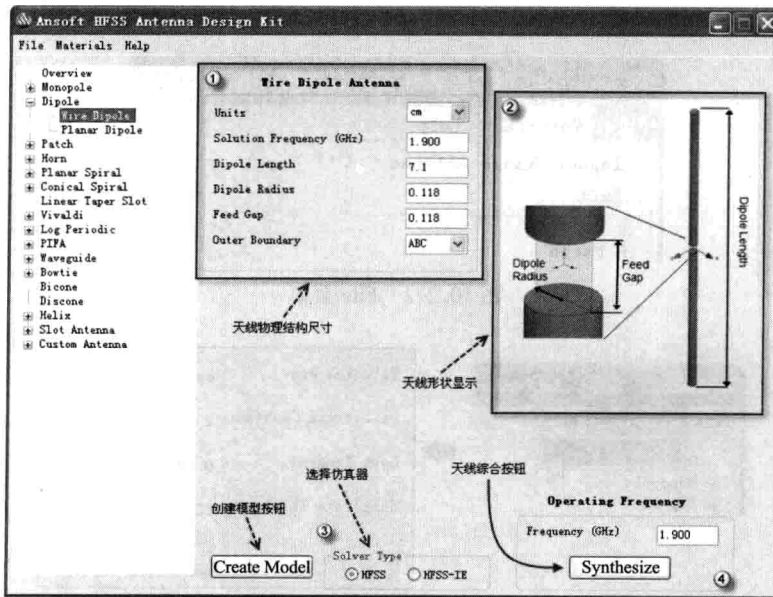 Ansoft HFSS Antenna Design Kit
File Materials Help
Overview
Monopole
Dipole
Wire Dipole
Planar Dipole
Patch
Horn
Planar Spiral
Conical Spiral
Linear Taper Slot
Vivaldi
Log Periodic
PIFA
Waveguide
Bowtie
Bicone
Discone
Helix
Slot Antenna
Custom Antenna
① Wire Dipole Antenna
Units cm
Solution Frequency (GHz) 1.900
Dipole Length 7.1
Dipole Radius 0.118
Feed Gap 0.118
Outer Boundary ABC
天线物理结构尺寸
②
Dipole Length
Dipole
Radius
Feed
Gap
天线形状显示
选择仿真器
天线综合按钮
创建模型按钮
③
Solver Type
Create Model
HFSS HFSS-IE
Operating Frequency
Frequency (GHz) 1.900
Synthesize
④